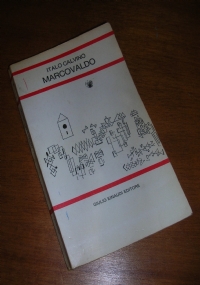 ITALO CALVINO
MARCOVALDO
GIULIO EINAUDI EDITORE